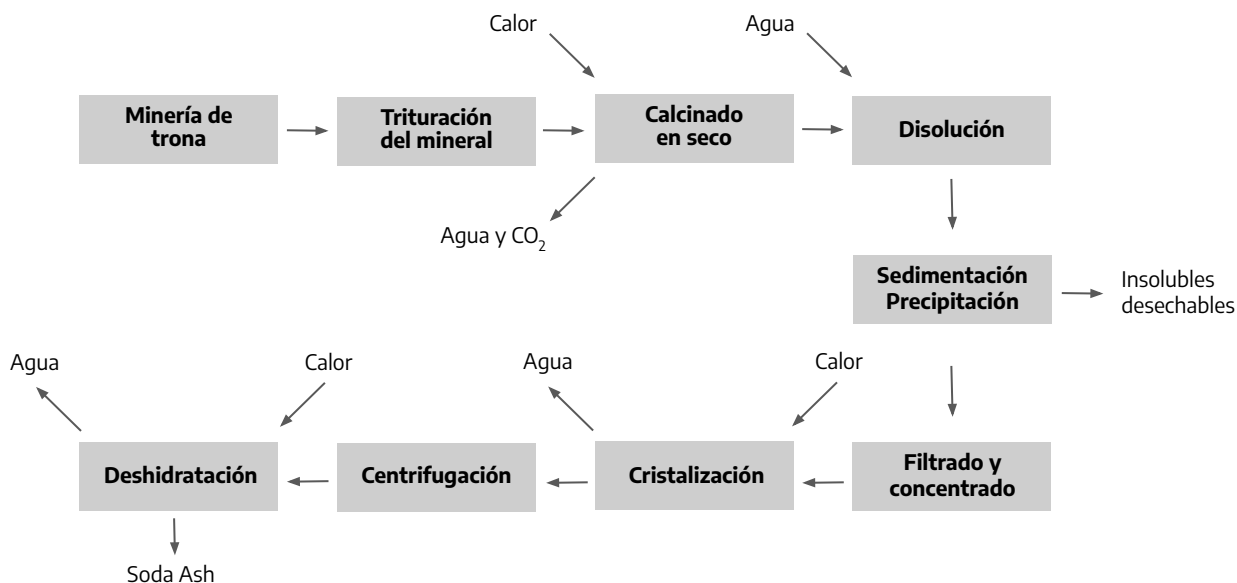 Calor
Agua
Minería de
trona
Trituración
del mineral
Calcinado
en seco
Disolución
Agua y CO₂
Sedimentación
Precipitación
Insolubles
desechables
Agua
Calor
Agua
Calor
Deshidratación
Centrifugación
Cristalización
Filtrado y
concentrado
Soda Ash